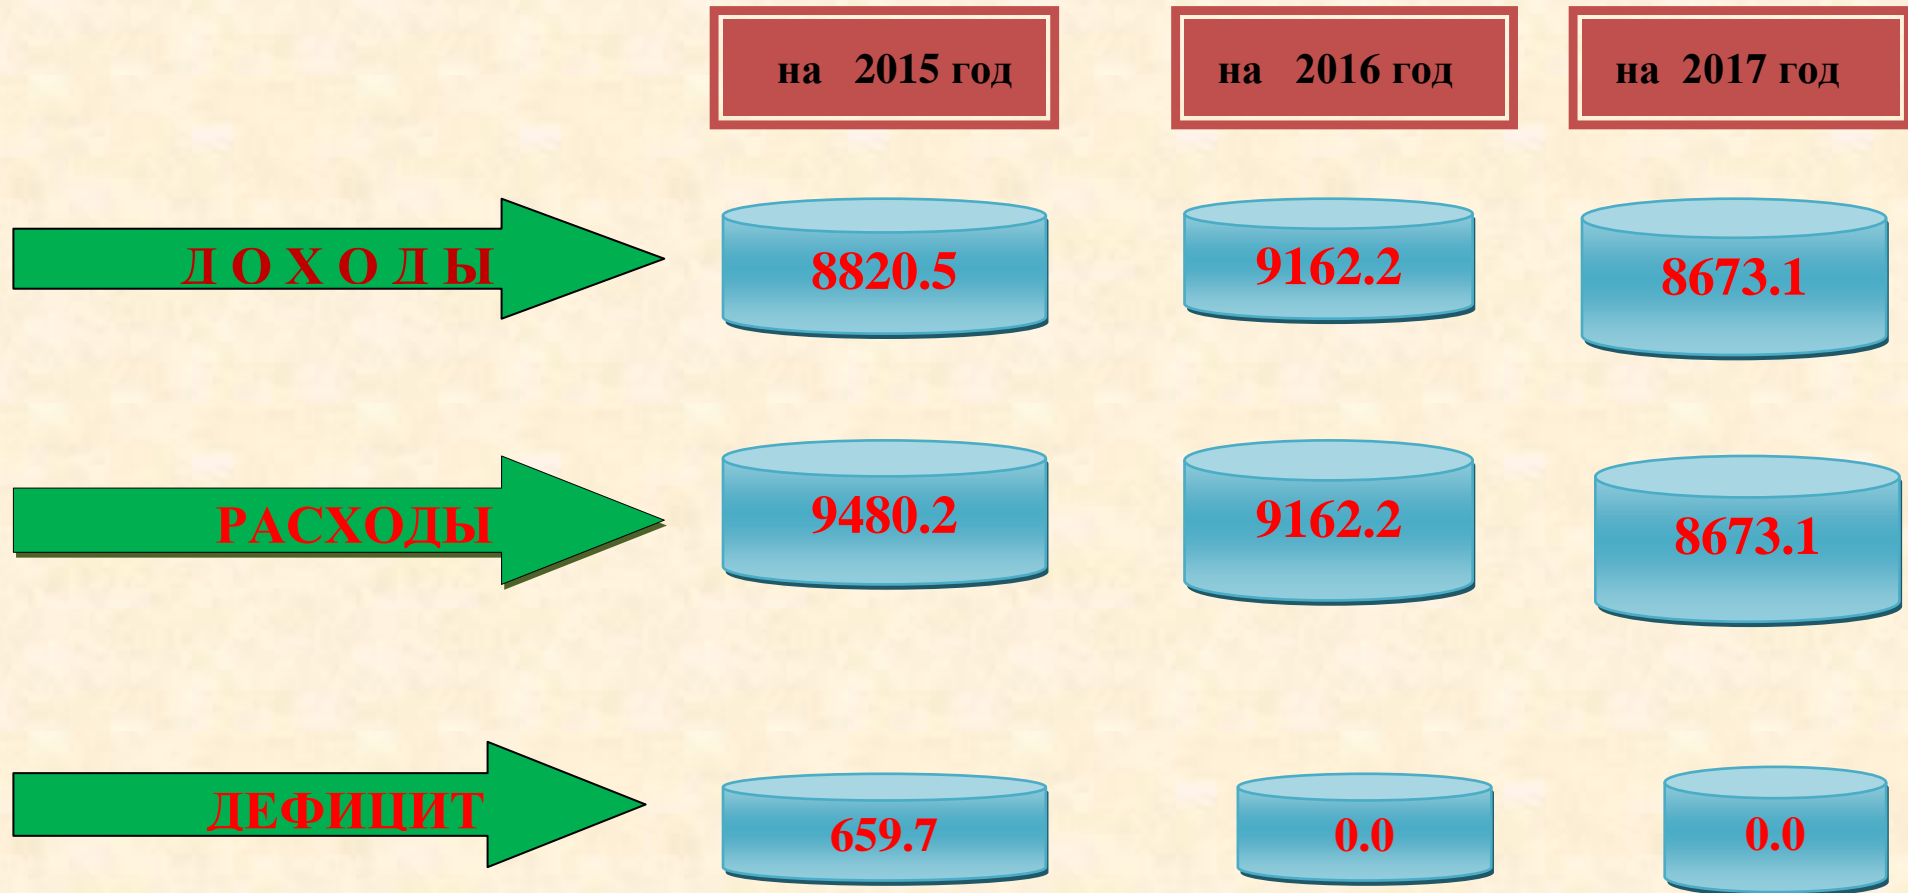 на 2015 год
на 2016 год
на 2017 год
Д О Х О Д Ы
8820.5
9162.2
8673.1
РАСХОДЫ
9480.2
9162.2
8673.1
ДЕФИЦИТ
659.7
0.0
0.0